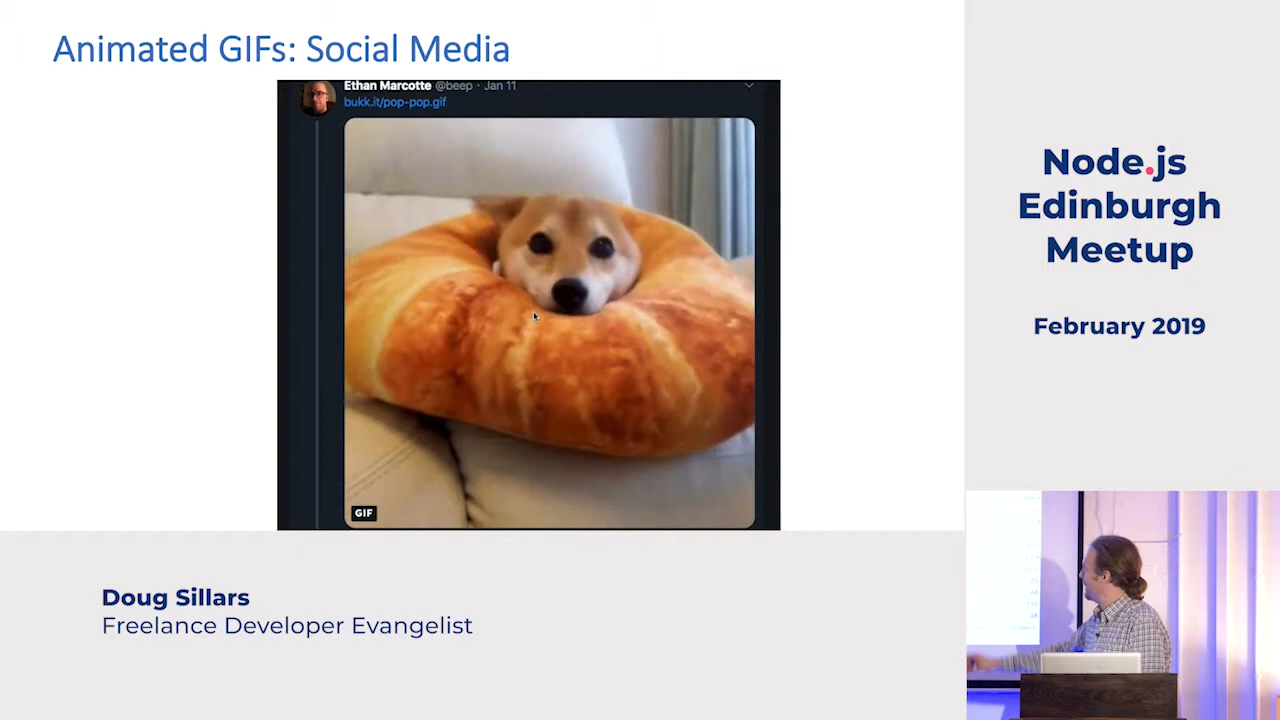 Animated GIFs: Social Media
Ethan Marcotte @beep · Jan 11
bukk.it/pop-pop.gif
GIF
Node.js
Edinburgh
Meetup
February 2019
Doug Sillars
Freelance Developer Evangelist